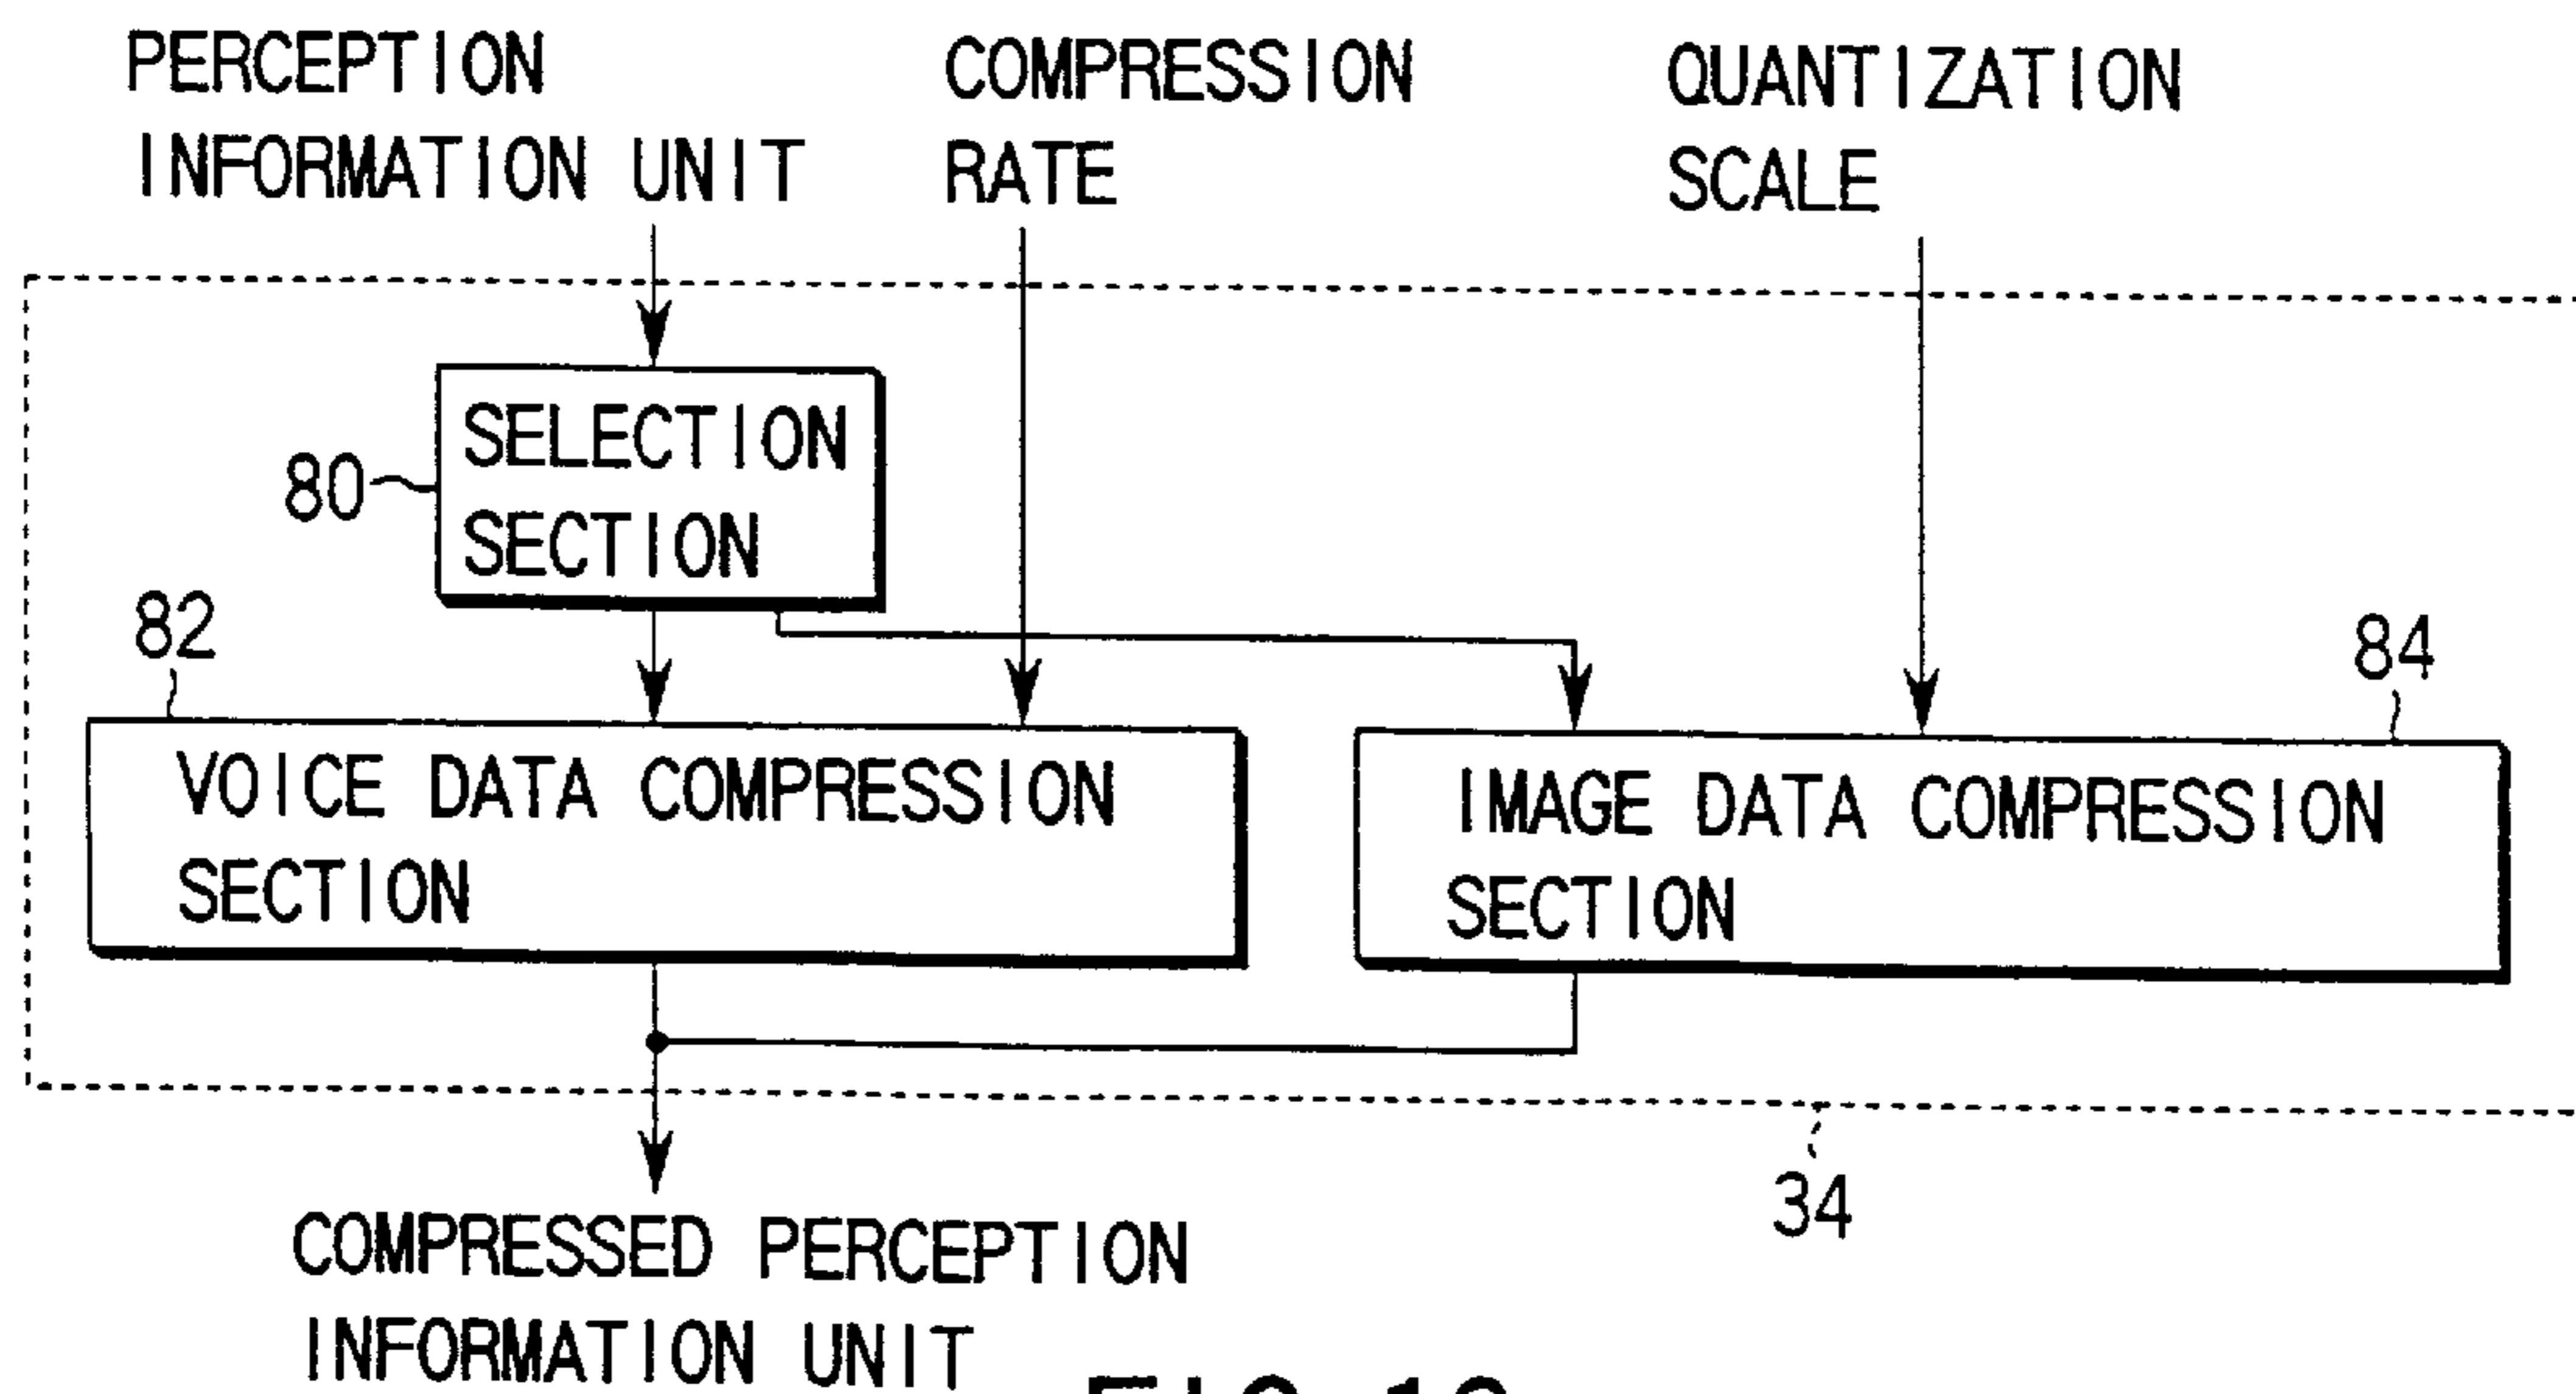 PERCEPTION
INFORMATION UNIT
COMPRESSION
RATE
QUANTIZATION
SCALE
SELECTION
SECTION
80
82
84
VOICE DATA COMPRESSION
SECTION
IMAGE DATA COMPRESSION
SECTION
34
COMPRESSED PERCEPTION
INFORMATION UNIT